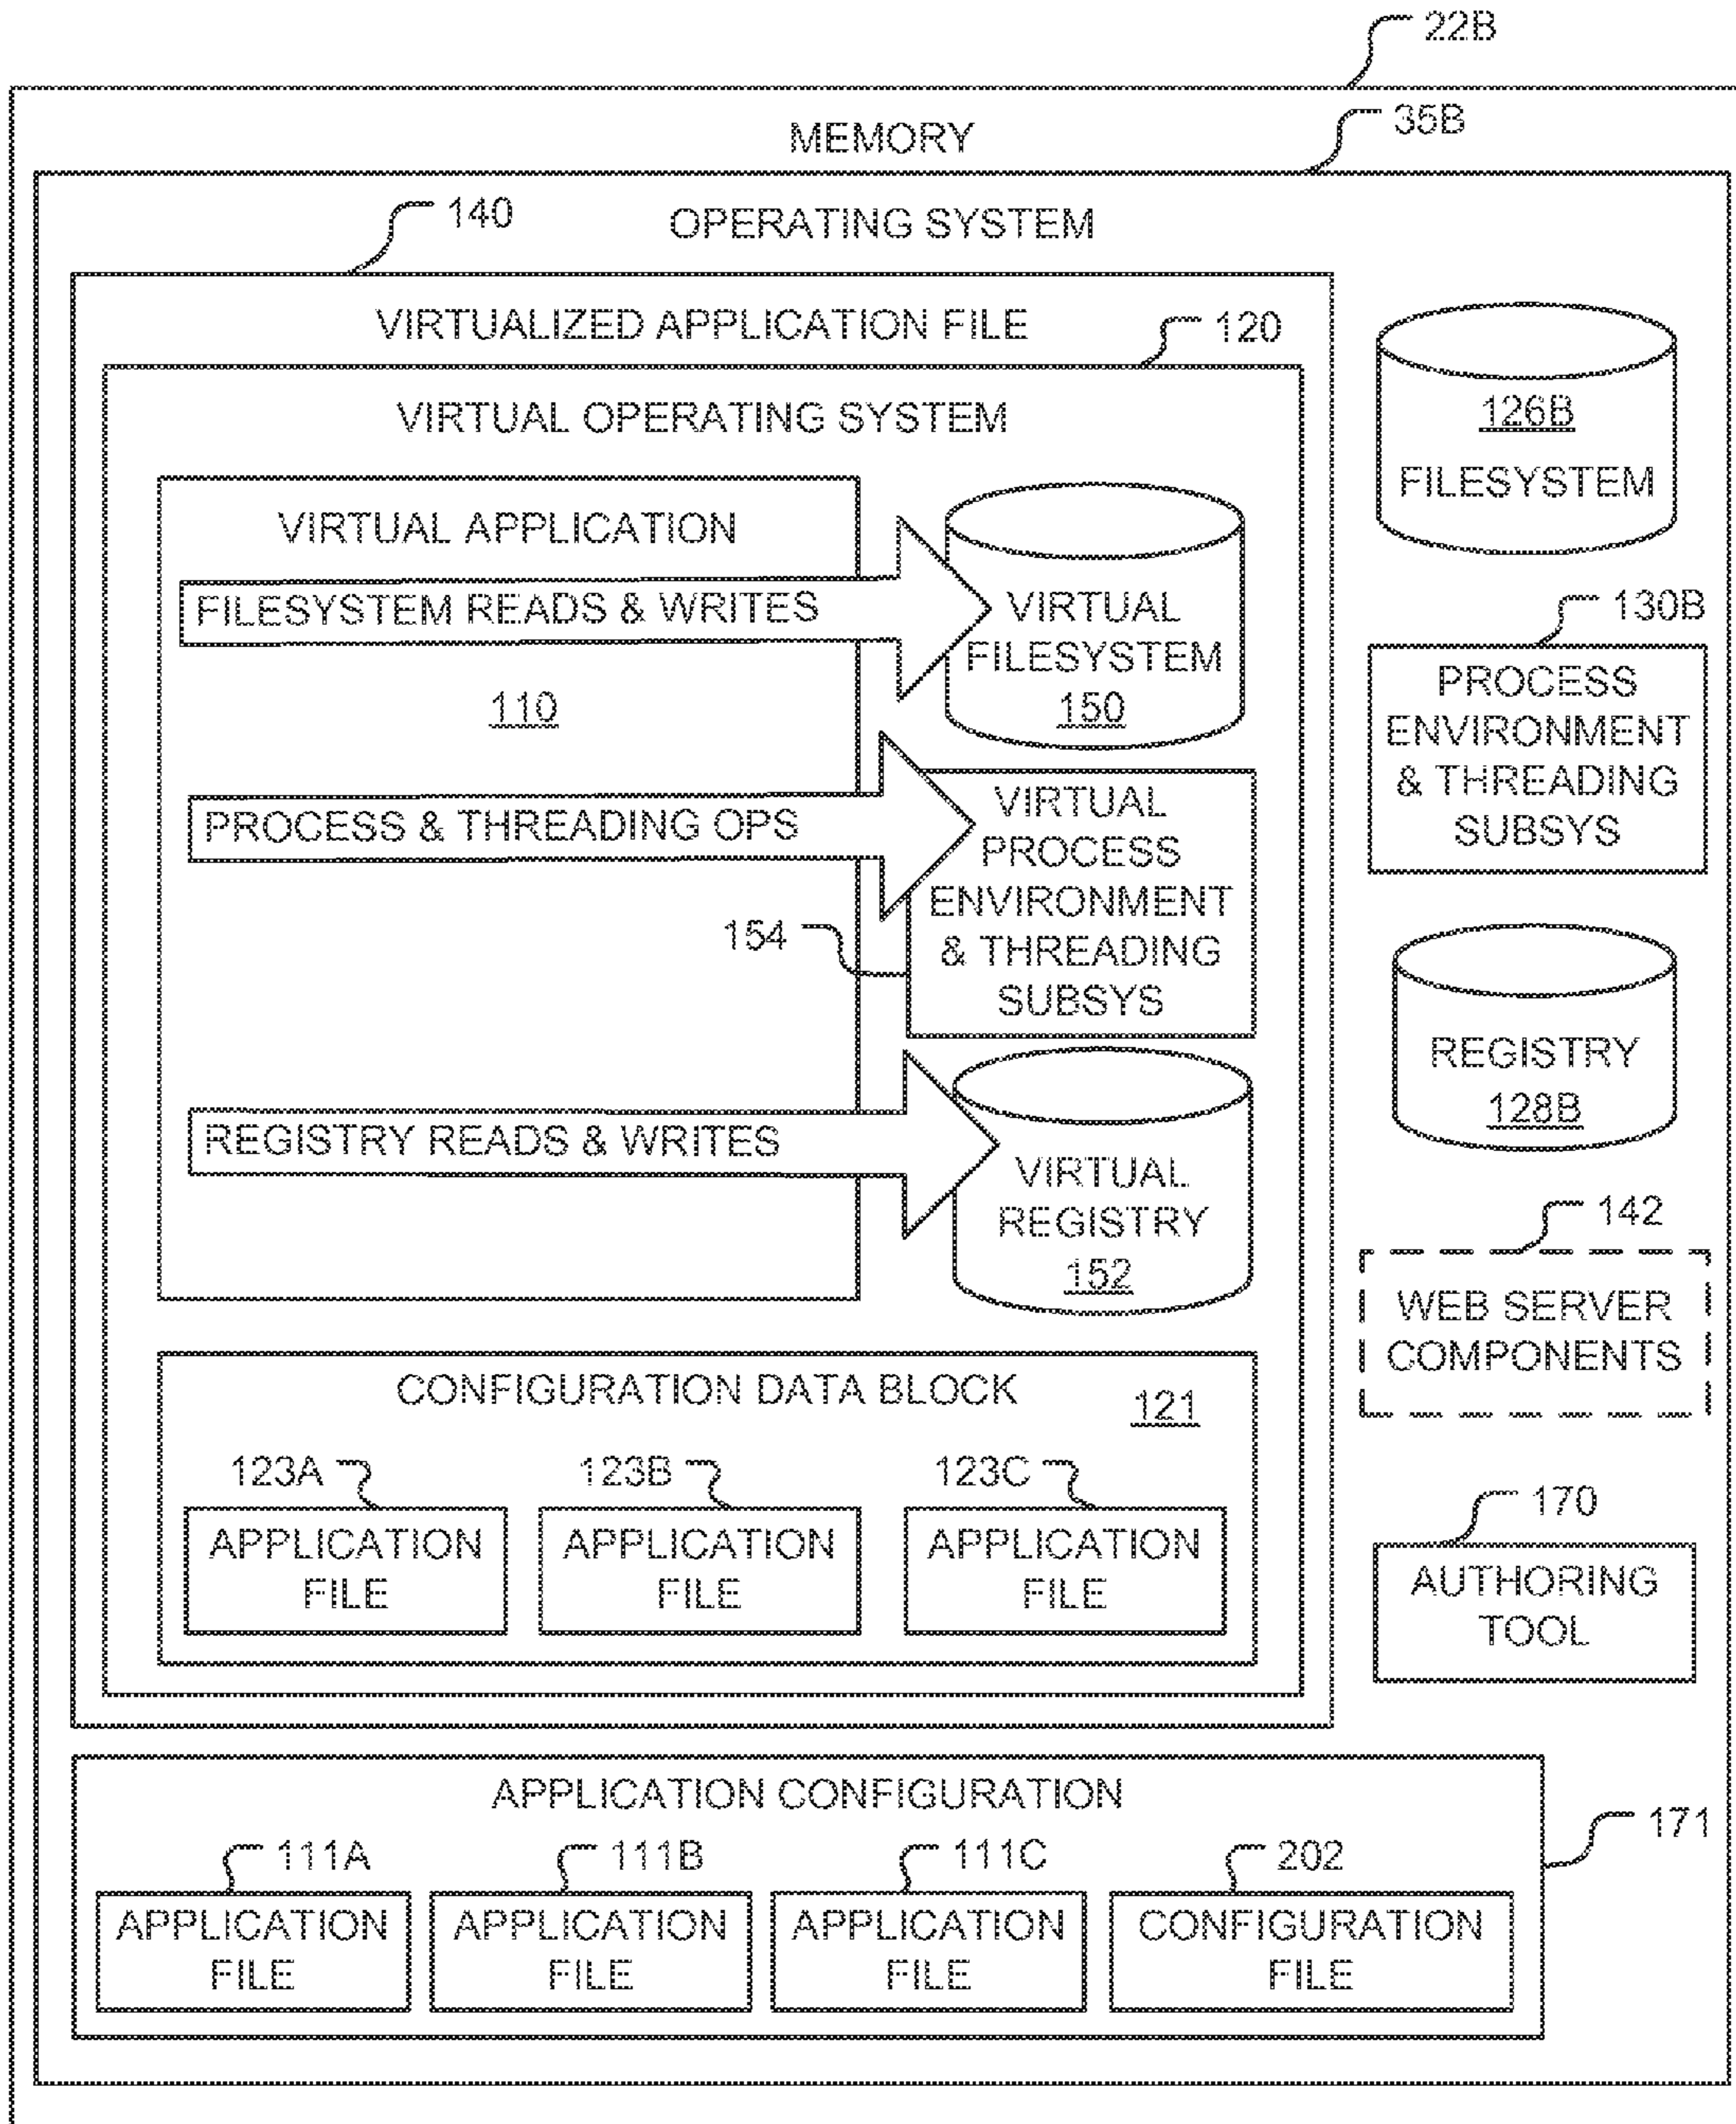 22B
MEMORY
35B
140
OPERATING SYSTEM
VIRTUALIZED APPLICATION FILE
120
VIRTUAL OPERATING SYSTEM
126B
FILESYSTEM
VIRTUAL APPLICATION
FILESYSTEM READS & WRITES
VIRTUAL
FILESYSTEM
150
110
130B
PROCESS
ENVIRONMENT
& THREADING
SUBSYS
PROCESS & THREADING OPS
VIRTUAL
PROCESS
ENVIRONMENT
& THREADING
SUBSYS
154
REGISTRY
128B
REGISTRY READS & WRITES
VIRTUAL
REGISTRY
152
142
WEB SERVER
COMPONENTS
CONFIGURATION DATA BLOCK
121
123A
123B
123C
APPLICATION
FILE
APPLICATION
FILE
APPLICATION
FILE
170
AUTHORING
TOOL
APPLICATION CONFIGURATION
171
111A
111B
111C
202
APPLICATION
FILE
APPLICATION
FILE
APPLICATION
FILE
CONFIGURATION
FILE